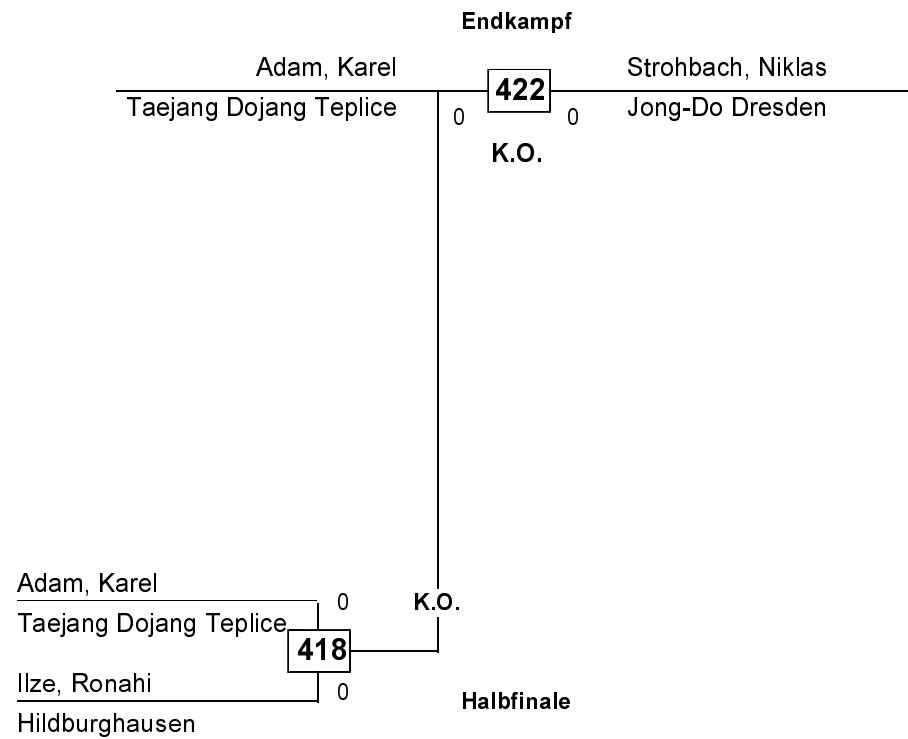 Endkampf
Adam, Karel
Taejang Dojang Teplice
0
422
0
K.O.
Strohbach, Niklas
Jong-Do Dresden
Adam, Karel
Taejang Dojang Teplice
0
K.O.
418
Ilze, Ronahi
Hildburghausen
0
Halbfinale